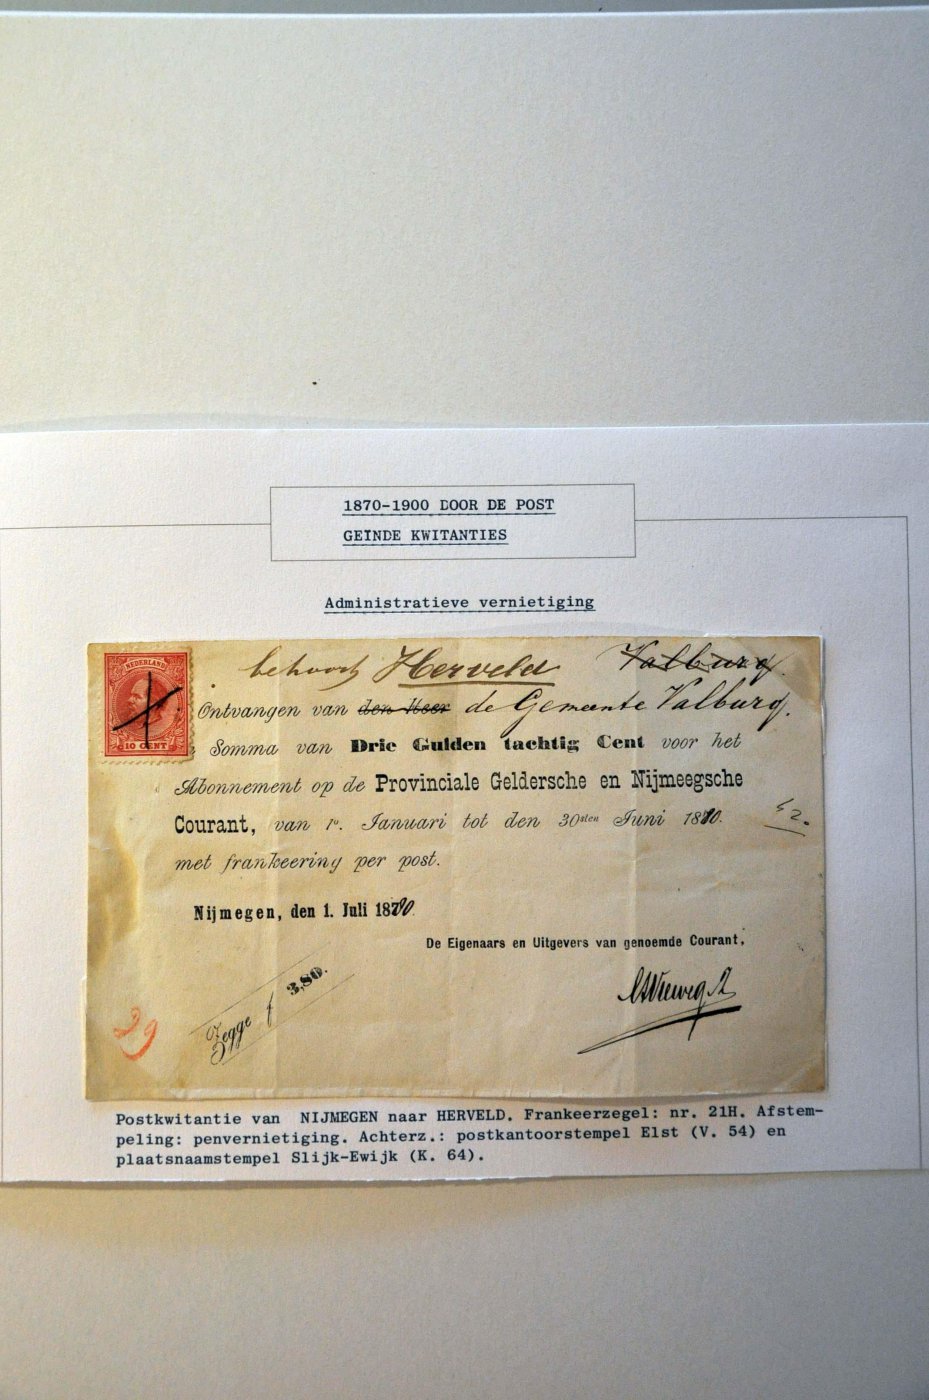 1870-1900 DOOR DE POST
GEÏNDE KWITANTIES
Administratieve vernietiging
NEDERLAND
10 CENT
behoort Herveld Valburg.
Ontvangen van den Heer de Gemeente Valburg.
Somma van Drie Gulden tachtig Cent voor het
Abonnement op de Provinciale Geldersche en Nijmeegsche
Courant, van 1o. Januari tot den 30sten Juni 1880.
met frankeering per post.
Nijmegen, den 1. Juli 1880.
De Eigenaars en Uitgevers van genoemde Courant,
Zegge f 3,80.
29
Postkwitantie van NIJMEGEN naar HERVELD. Frankeerzegel: nr. 21H. Afstem-
peling: penvernietiging. Achterz.: postkantoorstempel Elst (V. 54) en
plaatsnaamstempel Slijk-Ewijk (K. 64).